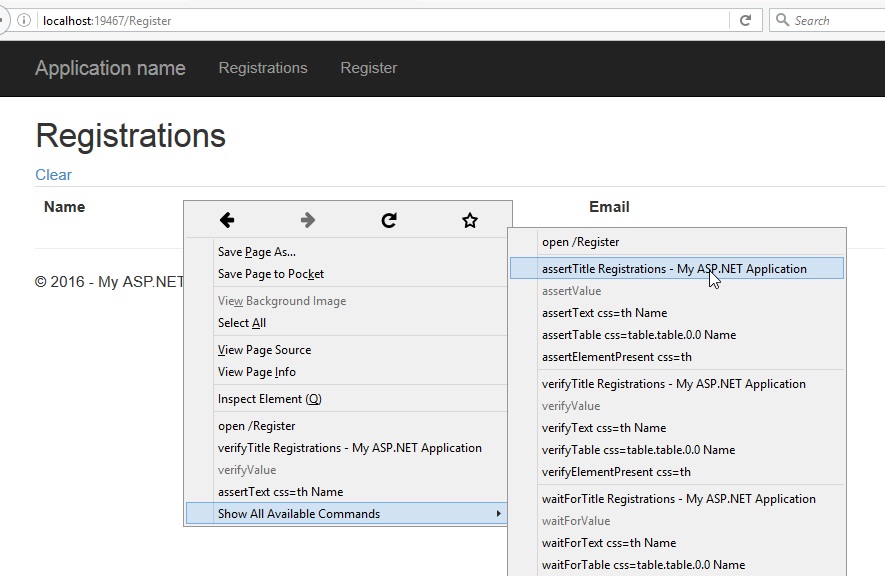 localhost:19467/Register
Search
Application name Registrations Register
Registrations
Clear
Name Email
© 2016 - My ASP.NET
Save Page As...
Save Page to Pocket
View Background Image
Select All
View Page Source
View Page Info
Inspect Element (Q)
open /Register
verifyTitle Registrations - My ASP.NET Application
verifyValue
assertText css=th Name
Show All Available Commands
open /Register
assertTitle Registrations - My ASP.NET Application
assertValue
assertText css=th Name
assertTable css=table.table.0.0 Name
assertElementPresent css=th
verifyTitle Registrations - My ASP.NET Application
verifyValue
verifyText css=th Name
verifyTable css=table.table.0.0 Name
verifyElementPresent css=th
waitForTitle Registrations - My ASP.NET Application
waitForValue
waitForText css=th Name
waitForTable css=table.table.0.0 Name